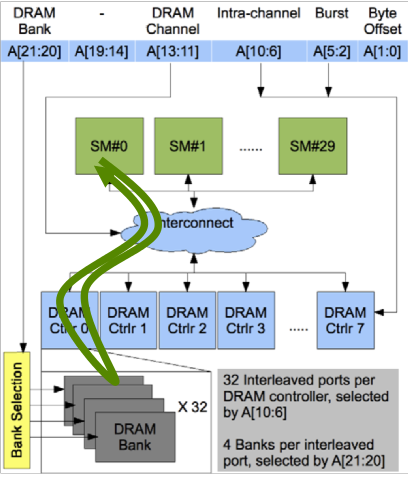 DRAM Bank - DRAM Channel Intra-channel Burst Byte Offset
A[21:20] A[19:14] A[13:11] A[10:6] A[5:2] A[1:0]
SM#0 SM#1 ...... SM#29
Interconnect
DRAM Ctrlr 0 DRAM Ctrlr 1 DRAM Ctrlr 2 DRAM Ctrlr 3 ..... DRAM Ctrlr 7
Bank Selection
X 32
DRAM
Bank
32 Interleaved ports per
DRAM controller, selected
by A[10:6]
4 Banks per interleaved
port, selected by A[21:20]